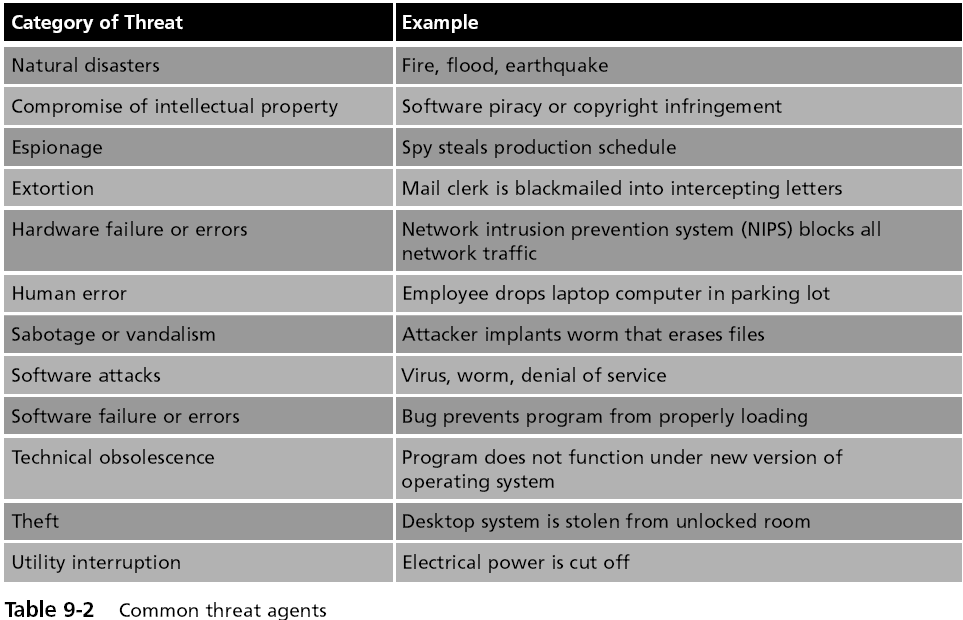 Category of Threat Example
Natural disasters Fire, flood, earthquake
Compromise of intellectual property Software piracy or copyright infringement
Espionage Spy steals production schedule
Extortion Mail clerk is blackmailed into intercepting letters
Hardware failure or errors Network intrusion prevention system (NIPS) blocks all
network traffic
Human error Employee drops laptop computer in parking lot
Sabotage or vandalism Attacker implants worm that erases files
Software attacks Virus, worm, denial of service
Software failure or errors Bug prevents program from properly loading
Technical obsolescence Program does not function under new version of
operating system
Theft Desktop system is stolen from unlocked room
Utility interruption Electrical power is cut off
Table 9-2 Common threat agents